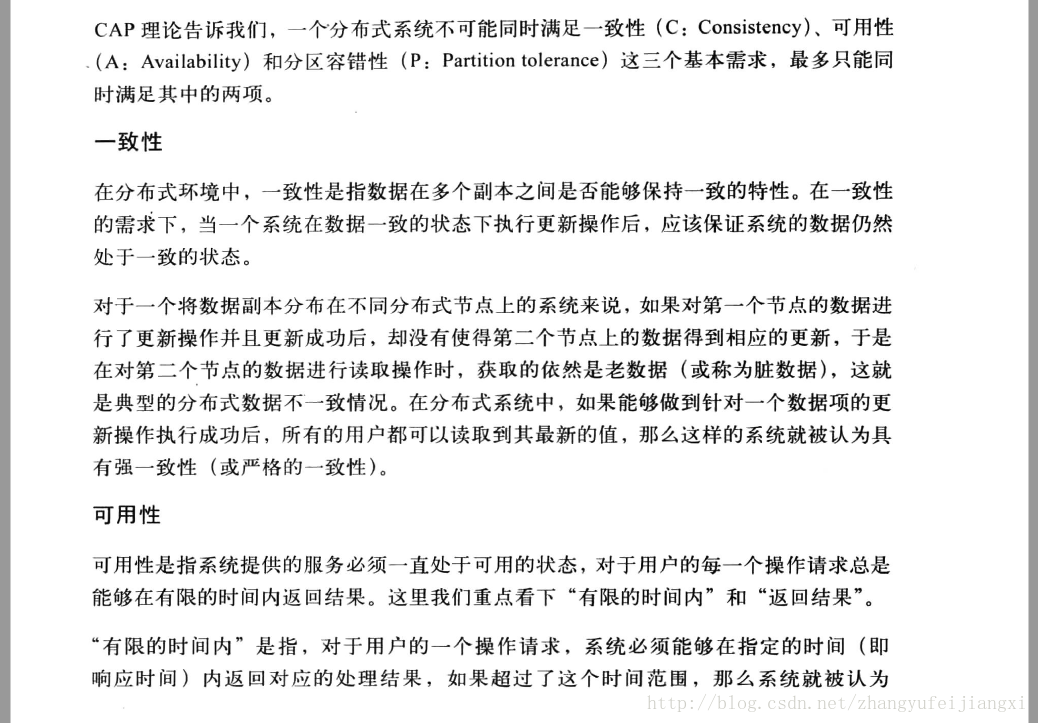 CAP 理论告诉我们，一个分布式系统不可能同时满足一致性（C：Consistency）、可用性
（A：Availability）和分区容错性（P：Partition tolerance）这三个基本需求，最多只能同
时满足其中的两项。
一致性
在分布式环境中，一致性是指数据在多个副本之间是否能够保持一致的特性。在一致性
的需求下，当一个系统在数据一致的状态下执行更新操作后，应该保证系统的数据仍然
处于一致的状态。
对于一个将数据副本分布在不同分布式节点上的系统来说，如果对第一个节点的数据进
行了更新操作并且更新成功后，却没有使得第二个节点上的数据得到相应的更新，于是
在对第二个节点的数据进行读取操作时，获取的依然是老数据（或称为脏数据），这就
是典型的分布式数据不一致情况。在分布式系统中，如果能够做到针对一个数据项的更
新操作执行成功后，所有的用户都可以读取到其最新的值，那么这样的系统就被认为具
有强一致性（或严格的一致性）。
可用性
可用性是指系统提供的服务必须一直处于可用的状态，对于用户的每一个操作请求总是
能够在有限的时间内返回结果。这里我们重点看下“有限的时间内”和“返回结果”。
“有限的时间内”是指，对于用户的一个操作请求，系统必须能够在指定的时间（即
响应时间）内返回对应的处理结果，如果超过了这个时间范围，那么系统就被认为
http://blog.csdn.net/zhangyufeijiangxi